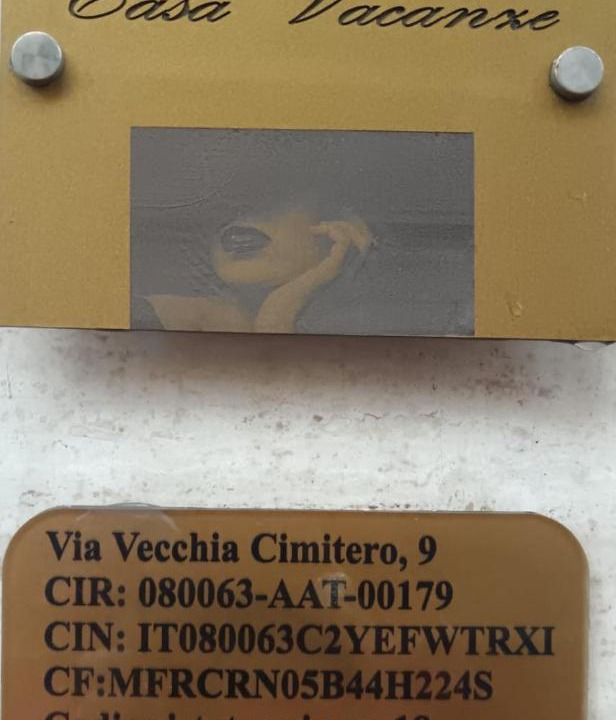 Casa Vacanze
Via Vecchia Cimitero, 9
CIR: 080063-AAT-00179
CIN: IT080063C2YEFWTRXI
CF:MFRCRN05B44H224S